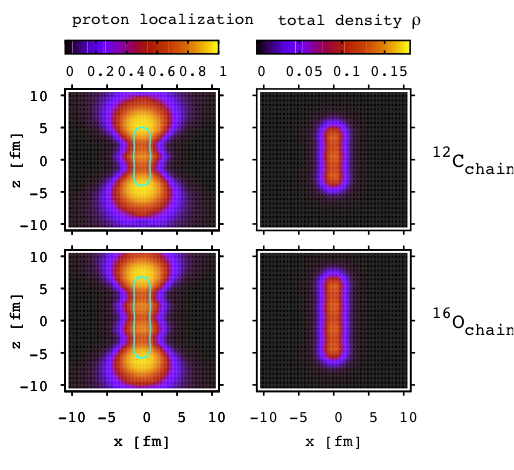 proton localization total density ρ
0 0.20 0.40 0.6 0.8 1 0 0.05 0.1 0.15
10
5
0
-5
-10
z [fm]
¹²C_chain
10
5
0
-5
-10
z [fm]
¹⁶O_chain
-10 -5 0 5 10 -10 -5 0 5 10
x [fm] x [fm]